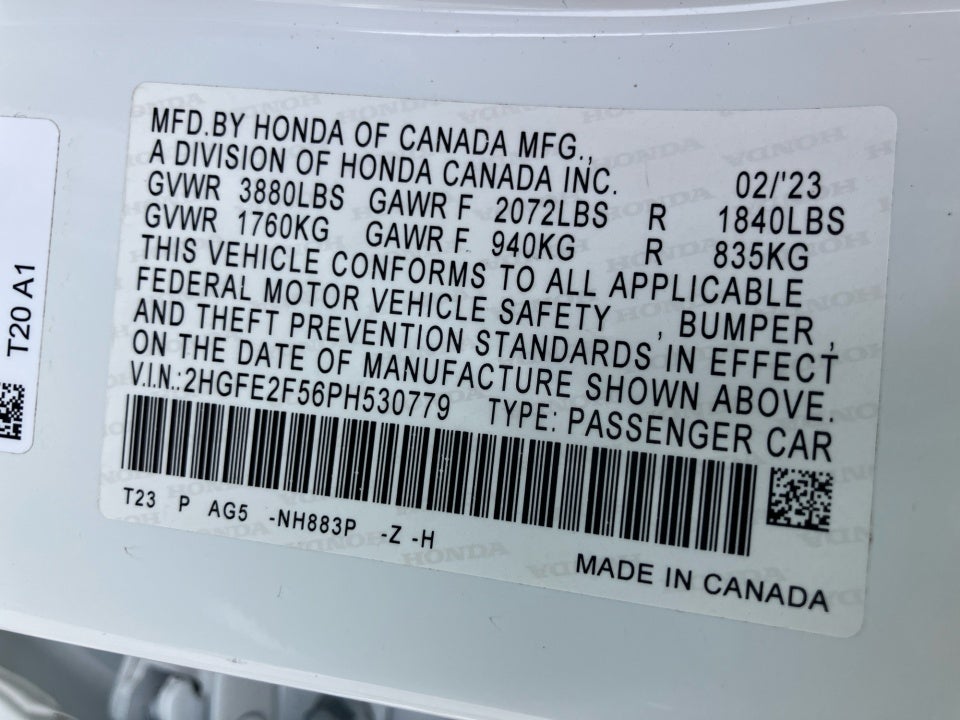 MFD.BY HONDA OF CANADA MFG.,
A DIVISION OF HONDA CANADA INC. 02/'23
GVWR 3880LBS GAWR F 2072LBS R 1840LBS
GVWR 1760KG GAWR F 940KG R 835KG
THIS VEHICLE CONFORMS TO ALL APPLICABLE
FEDERAL MOTOR VEHICLE SAFETY , BUMPER ,
AND THEFT PREVENTION STANDARDS IN EFFECT
ON THE DATE OF MANUFACTURE SHOWN ABOVE.
V.I.N.:2HGFE2F56PH530779 TYPE: PASSENGER CAR
T23 P AG5 -NH883P -Z -H
MADE IN CANADA
T20 A1
HONDA